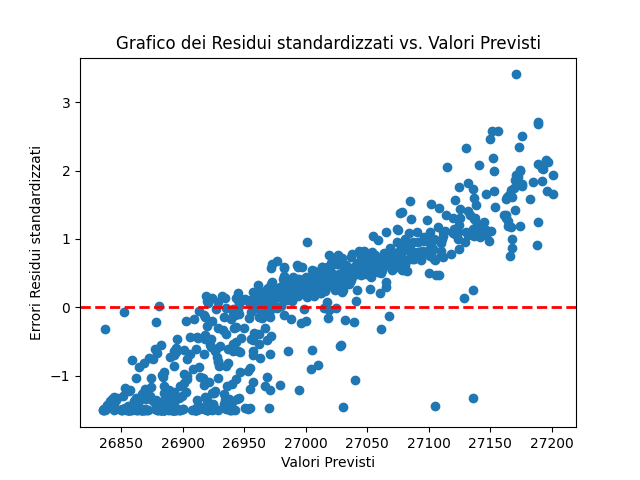 Grafico dei Residui standardizzati vs. Valori Previsti
Errori Residui standardizzati
3
2
1
0
−1
26850 26900 26950 27000 27050 27100 27150 27200
Valori Previsti